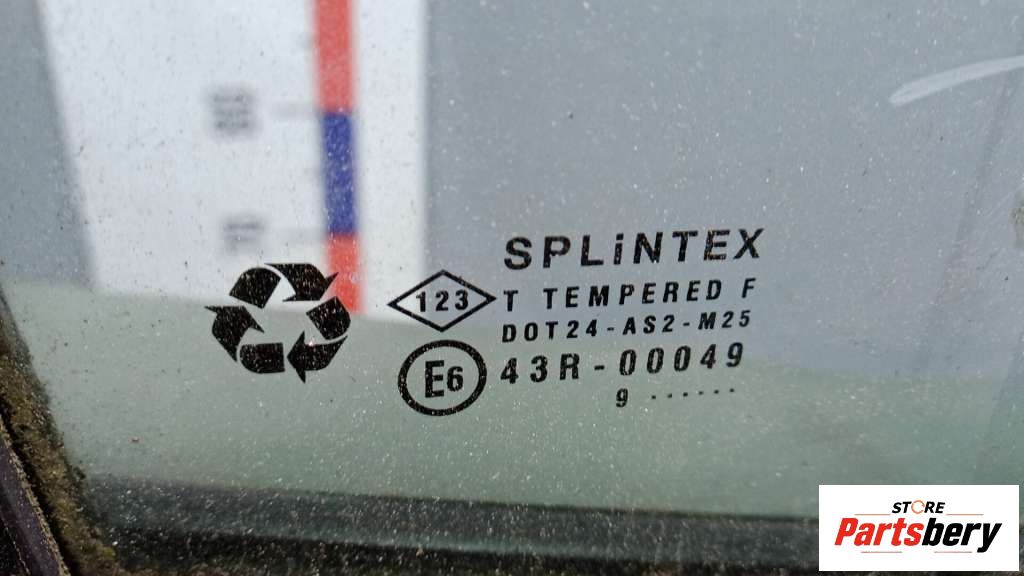 SPLiNTEX
123 T TEMPERED F
DOT24-AS2-M25
E6 43R-00049
9 ......
STORE
Partsbery